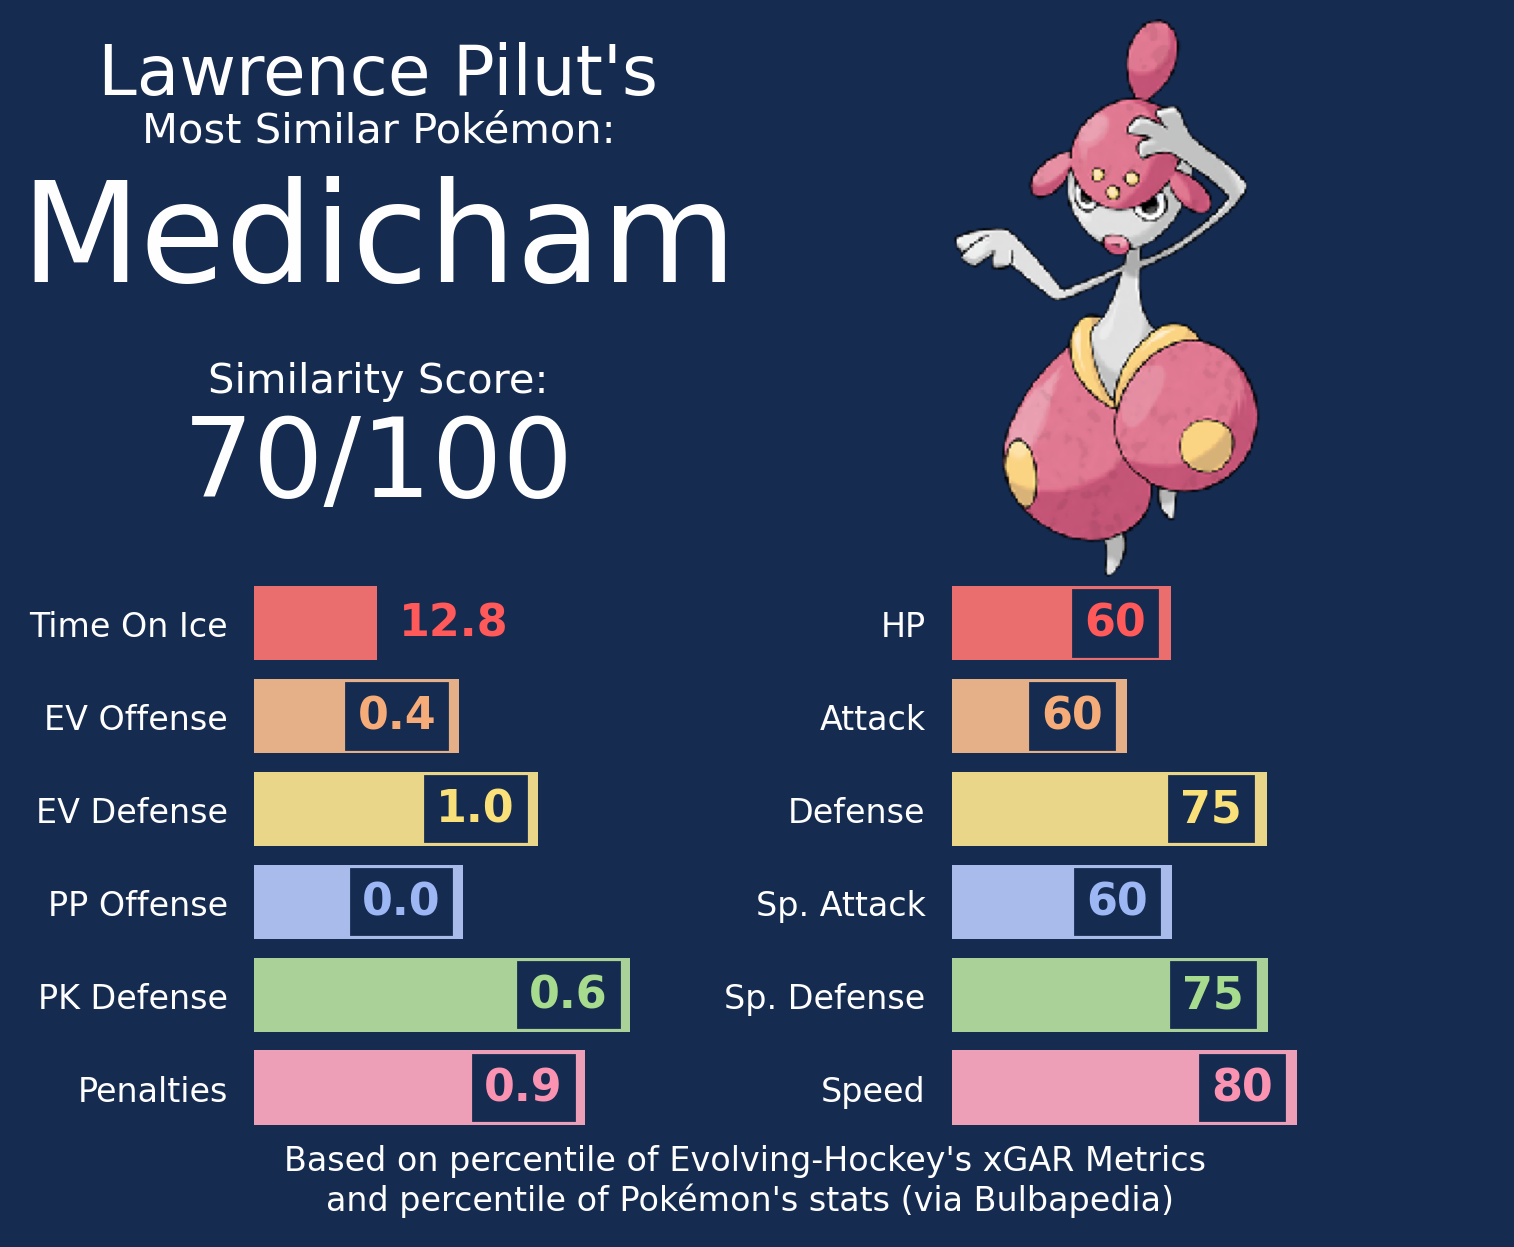 Lawrence Pilut's
Most Similar Pokémon:
Medicham
Similarity Score:
70/100
Time On Ice 12.8
EV Offense 0.4
EV Defense 1.0
PP Offense 0.0
PK Defense 0.6
Penalties 0.9
HP 60
Attack 60
Defense 75
Sp. Attack 60
Sp. Defense 75
Speed 80
Based on percentile of Evolving-Hockey's xGAR Metrics
and percentile of Pokémon's stats (via Bulbapedia)